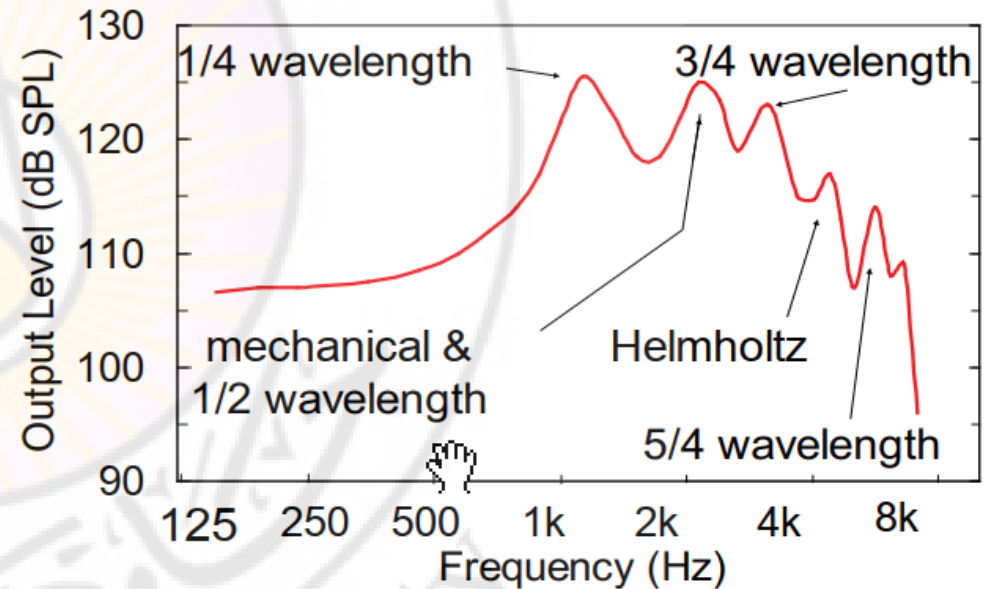 130
1/4 wavelength
3/4 wavelength
120
110
mechanical &
1/2 wavelength
Helmholtz
100
5/4 wavelength
90
Output Level (dB SPL)
125 250 500 1k 2k 4k 8k
Frequency (Hz)